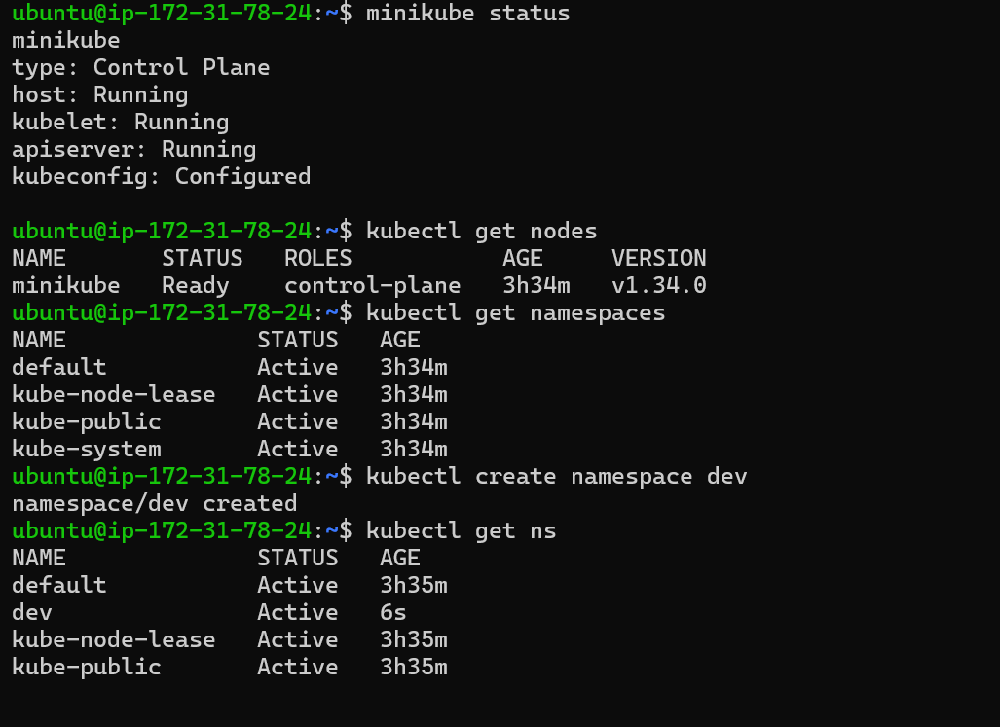 ubuntu@ip-172-31-78-24:~$ minikube status
minikube
type: Control Plane
host: Running
kubelet: Running
apiserver: Running
kubeconfig: Configured

ubuntu@ip-172-31-78-24:~$ kubectl get nodes
NAME       STATUS   ROLES           AGE     VERSION
minikube   Ready    control-plane   3h34m   v1.34.0
ubuntu@ip-172-31-78-24:~$ kubectl get namespaces
NAME              STATUS   AGE
default           Active   3h34m
kube-node-lease   Active   3h34m
kube-public       Active   3h34m
kube-system       Active   3h34m
ubuntu@ip-172-31-78-24:~$ kubectl create namespace dev
namespace/dev created
ubuntu@ip-172-31-78-24:~$ kubectl get ns
NAME              STATUS   AGE
default           Active   3h35m
dev               Active   6s
kube-node-lease   Active   3h35m
kube-public       Active   3h35m